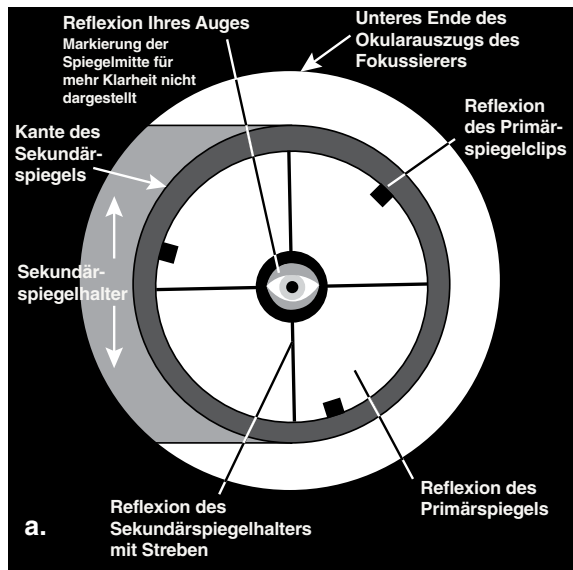 Reflexion Ihres Auges
Markierung der
Spiegelmitte für
mehr Klarheit nicht
dargestellt
Unteres Ende des
Okularauszugs des
Fokussierers
Reflexion
des Primär-
spiegelclips
Kante des
Sekundär-
spiegels
Sekundär-
spiegelhalter
Reflexion des
Primärspiegels
Reflexion des
Sekundärspiegelhalters
mit Streben
a.